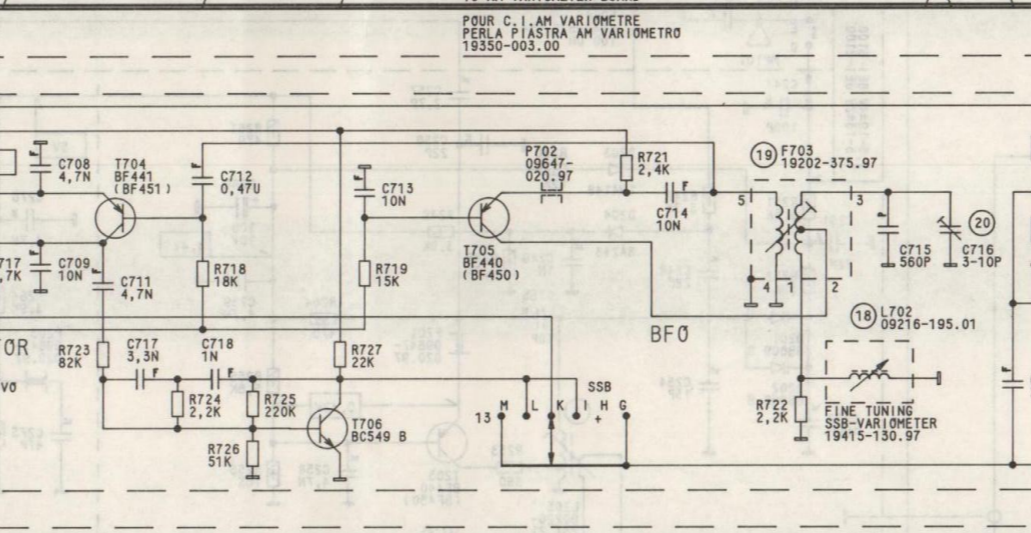 POUR C.I.AM VARIOMETRE
PERLA PIASTRA AM VARIOMETRO
19350-003.00
C708
4,7N
T704
BF441
(BF451)
C712
0,47U
C713
10N
P702
09647-
020.97
R721
2,4K
19
F703
19202-375.97
5
3
C714
10N
20
C715
560P
C716
3-10P
T705
BF440
(BF450)
717
,7K
C709
10N
C711
4,7N
R718
18K
R719
15K
4
1
2
BFO
18
L702
09216-195.01
TOR
VO
R723
82K
C717
3,3N
C718
1N
R727
22K
R724
2,2K
R725
220K
R726
51K
T706
BC549 B
SSB
13
M
L
K
I
H
G
+
R722
2,2K
FINE TUNING
SSB-VARIOMETER
19415-130.97